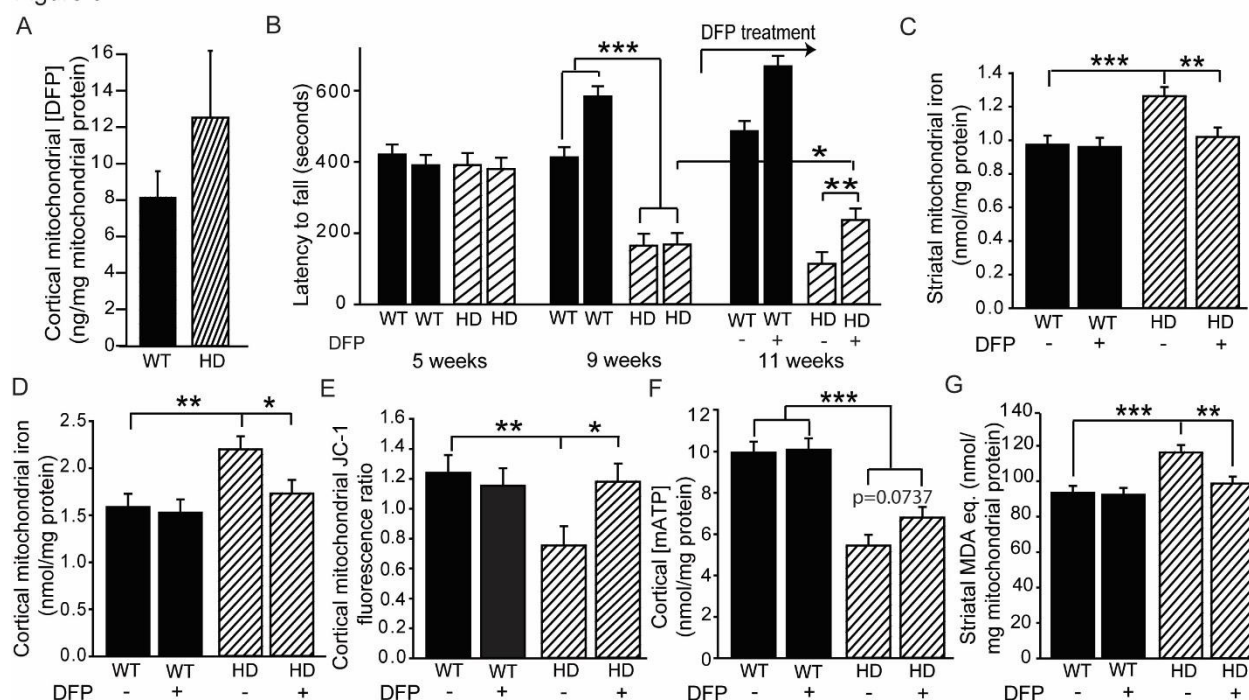 A
Cortical mitochondrial [DFP]
(ng/mg mitochondrial protein)
16
14
12
10
8
6
4
2
0
WT HD
B
DFP treatment
***
*
**
Latency to fall (seconds)
600
400
200
0
WT WT HD HD WT WT HD HD WT WT HD HD
DFP - + - +
5 weeks 9 weeks 11 weeks
C
*** **
Striatal mitochondrial iron
(nmol/mg protein)
1.4
1.2
1.0
0.8
0.6
0.4
0.2
0.0
WT WT HD HD
DFP - + - +
D
** *
Cortical mitochondrial iron
(nmol/mg protein)
2.5
2.0
1.5
1.0
0.5
0.0
WT WT HD HD
DFP - + - +
E
** *
Cortical mitochondrial JC-1
fluorescence ratio
1.6
1.4
1.2
1.0
0.8
0.6
0.4
0.2
0.0
WT WT HD HD
DFP - + - +
F
***
p=0.0737
Cortical [mATP]
(nmol/mg protein)
12
10
8
6
4
2
0
WT WT HD HD
DFP - + - +
G
*** **
Striatal MDA eq. (nmol/
mg mitochondrial protein)
140
120
100
80
60
40
20
0
WT WT HD HD
DFP - + - +